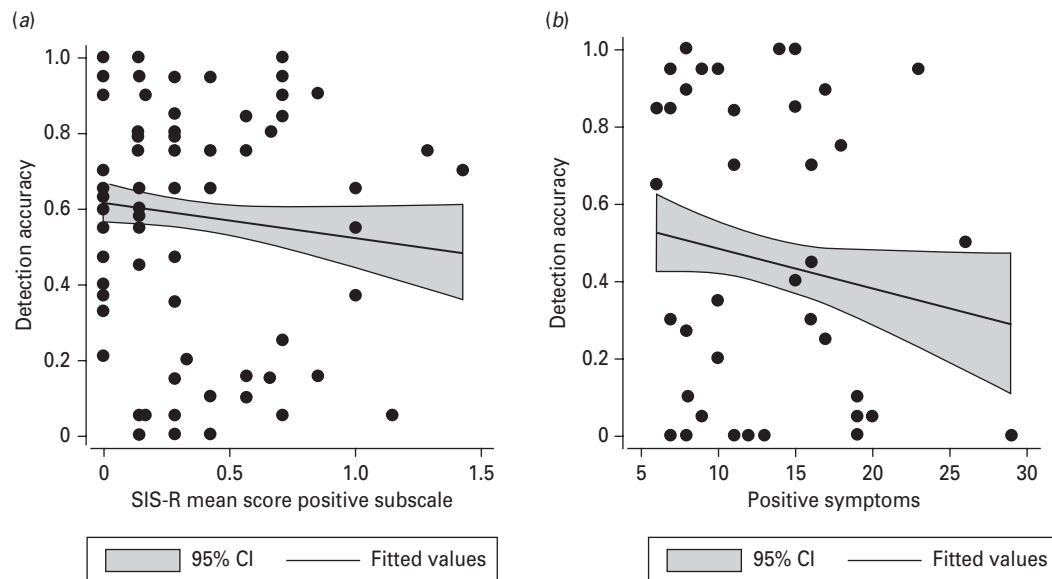 (a)
1.0
0.8
0.6
0.4
0.2
0
Detection accuracy
0 0.5 1.0 1.5
SIS-R mean score positive subscale
95% CI Fitted values
(b)
1.0
0.8
0.6
0.4
0.2
0
Detection accuracy
5 10 15 20 25 30
Positive symptoms
95% CI Fitted values